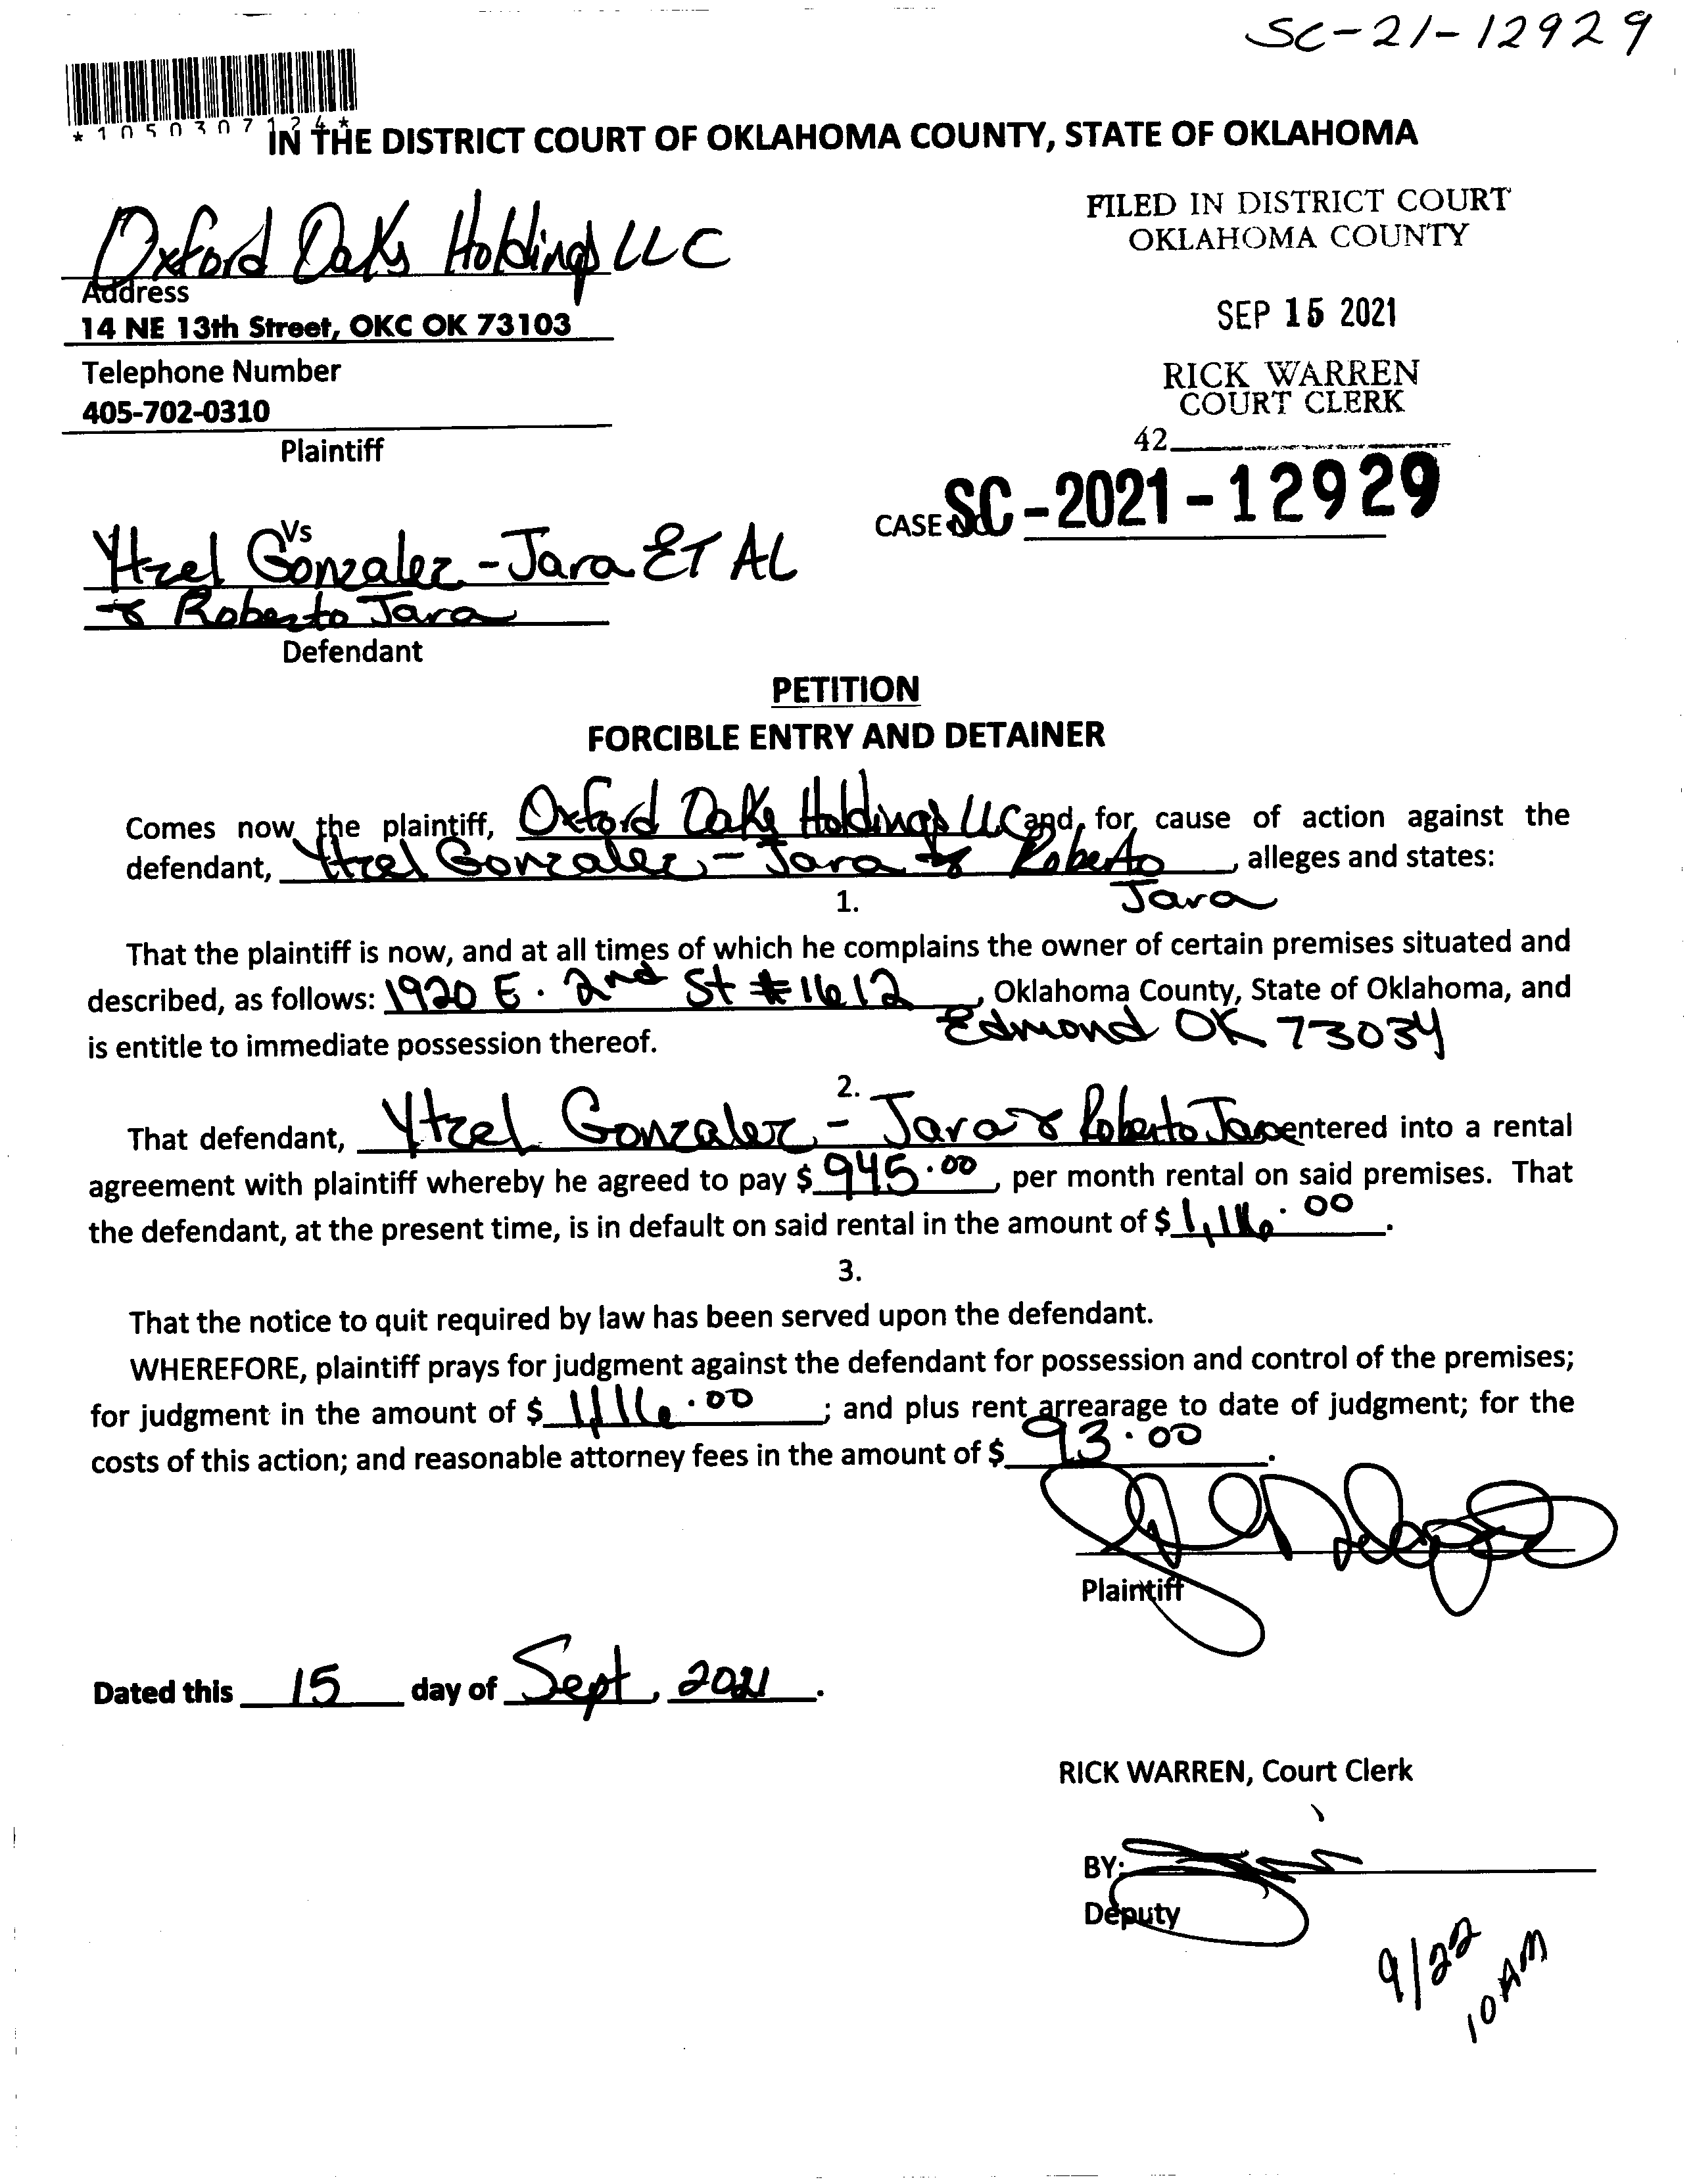 SC-21-12929
*1050307124*
IN THE DISTRICT COURT OF OKLAHOMA COUNTY, STATE OF OKLAHOMA
Oxford Oaks Holdings LLC
Address
14 NE 13th Street, OKC OK 73103
Telephone Number
405-702-0310
Plaintiff
FILED IN DISTRICT COURT
OKLAHOMA COUNTY
SEP 15 2021
RICK WARREN
COURT CLERK
42
CASE NO SC-2021-12929
Vs
Ytzel Gonzalez-Jara ET AL
& Roberto Jara
Defendant
PETITION
FORCIBLE ENTRY AND DETAINER
Comes now the plaintiff, Oxford Oaks Holdings LLC and, for cause of action against the
defendant, Ytzel Gonzalez-Jara & Roberto Jara, alleges and states:
1.
That the plaintiff is now, and at all times of which he complains the owner of certain premises situated and
described, as follows: 1920 E. 2nd St #1612, Oklahoma County, State of Oklahoma, and
Edmond OK 73034
is entitle to immediate possession thereof.
2.
That defendant, Ytzel Gonzalez-Jara & Roberto Jara entered into a rental
agreement with plaintiff whereby he agreed to pay $ 945.00, per month rental on said premises. That
the defendant, at the present time, is in default on said rental in the amount of $ 1,116.00.
3.
That the notice to quit required by law has been served upon the defendant.
WHEREFORE, plaintiff prays for judgment against the defendant for possession and control of the premises;
for judgment in the amount of $ 1,116.00; and plus rent arrearage to date of judgment; for the
costs of this action; and reasonable attorney fees in the amount of $ 93.00.
Plaintiff
Dated this 15 day of Sept, 2021.
RICK WARREN, Court Clerk
BY:
Deputy
9/22
10 AM